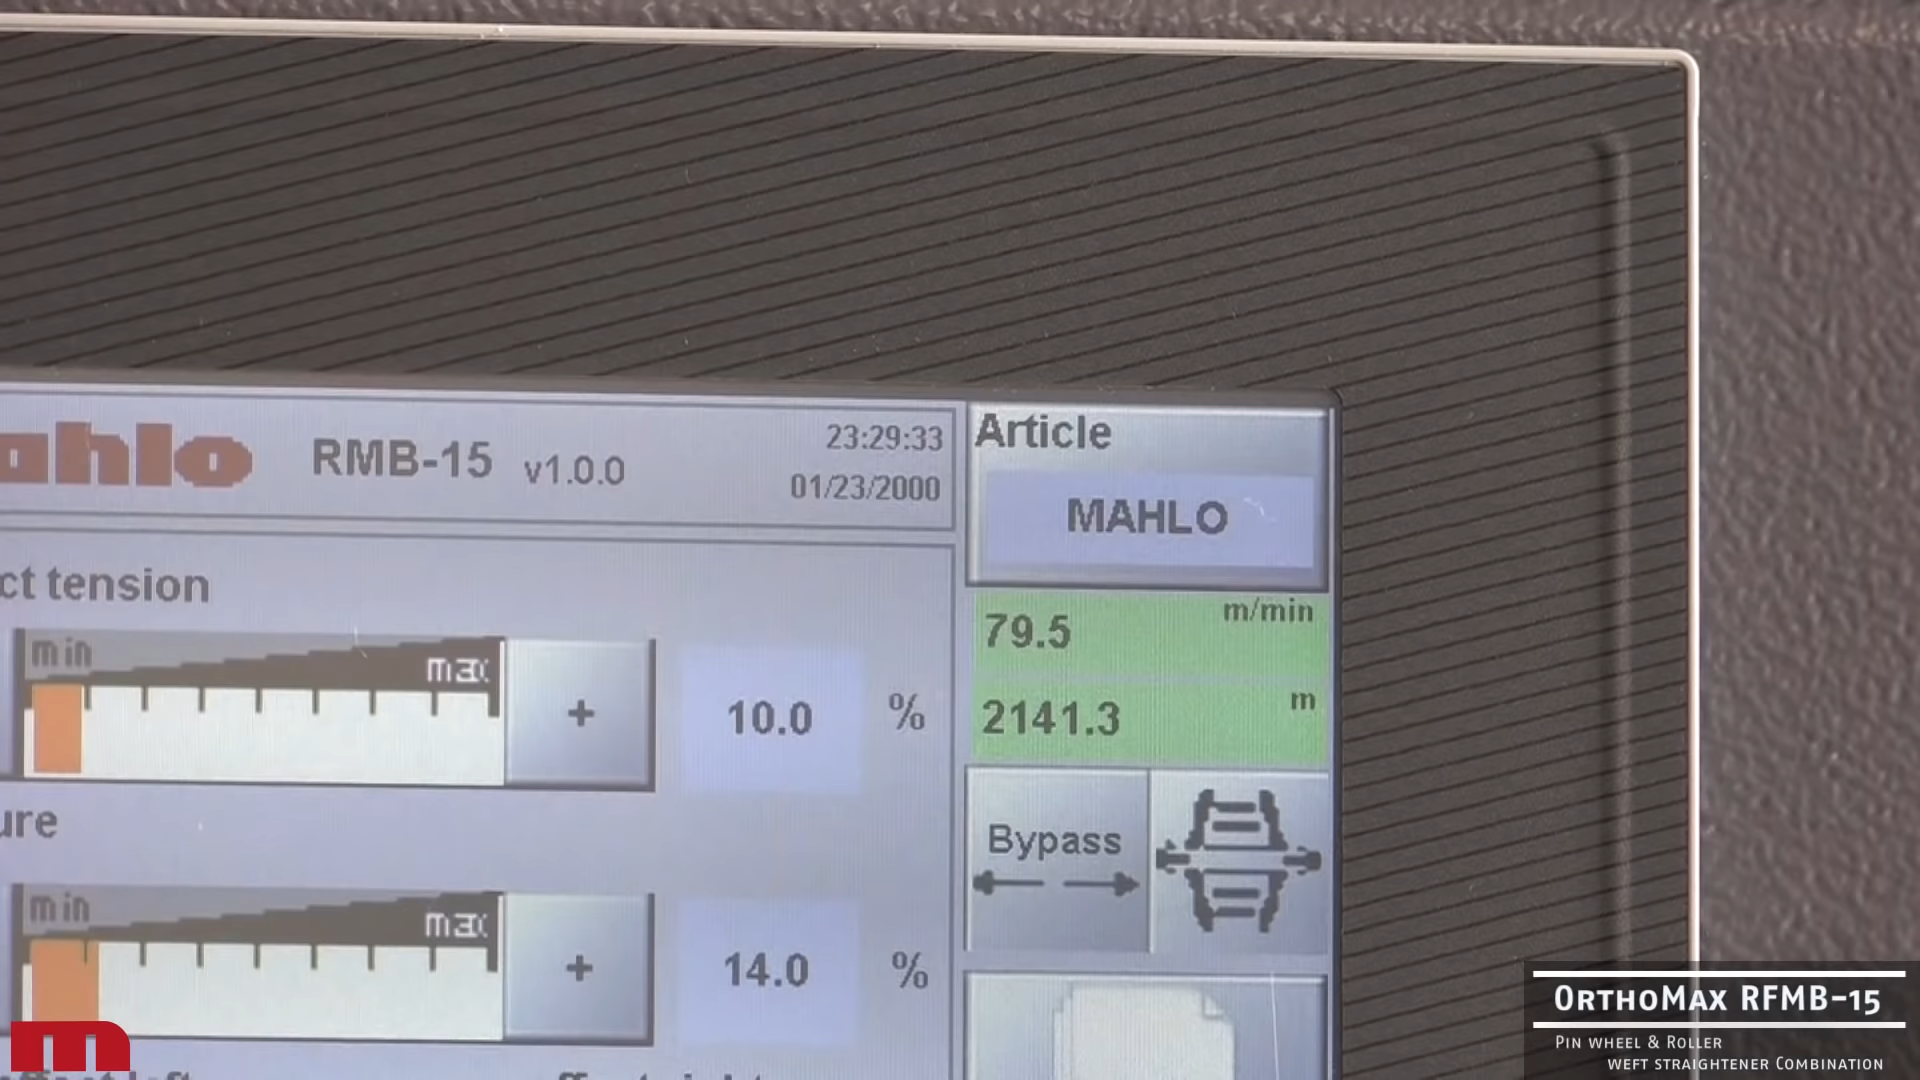 ahlo RMB-15 v1.0.0
23:29:33
01/23/2000
Article
MAHLO
ct tension
min
max
+
10.0 %
79.5 m/min
2141.3 m
ure
min
max
+
14.0 %
Bypass
m
OrthoMax RFMB-15
Pin wheel & Roller
weft straightener Combination